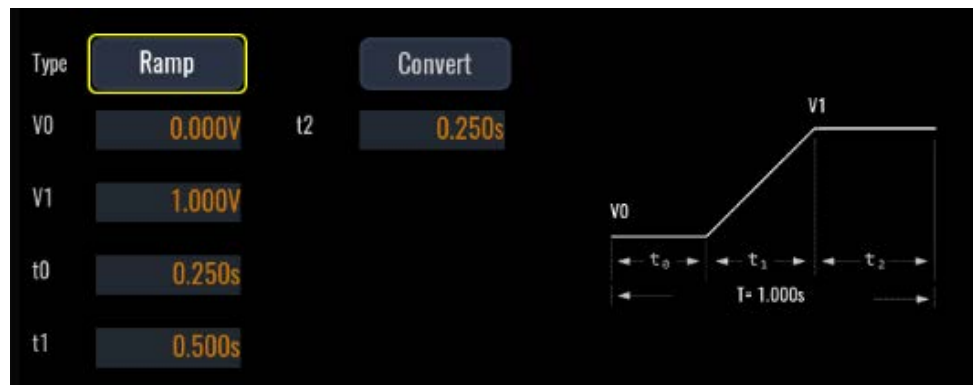 Type Ramp Convert
V0 0.000V t2 0.250s
V1 1.000V
t0 0.250s
t1 0.500s
V1
V0
t₀ t₁ t₂
T= 1.000s